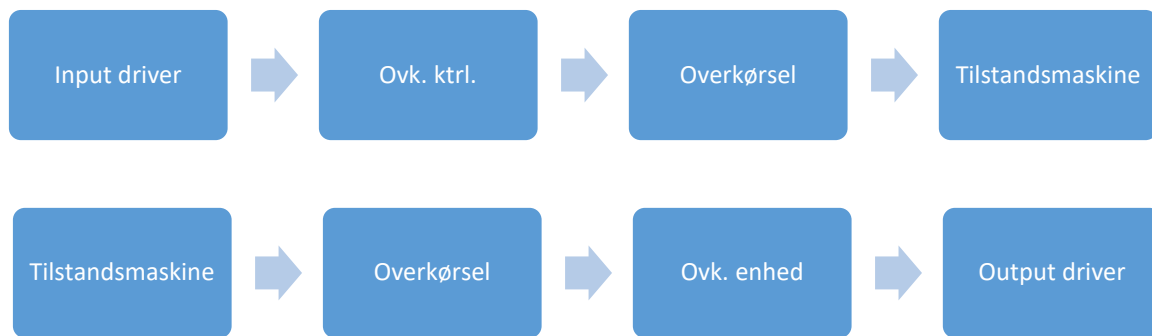 Input driver
Ovk. ktrl.
Overkørsel
Tilstandsmaskine
Tilstandsmaskine
Overkørsel
Ovk. enhed
Output driver